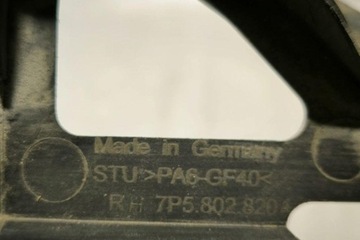 Made in Germany
STU >PA6-GF40<
RH 7P5.802.820